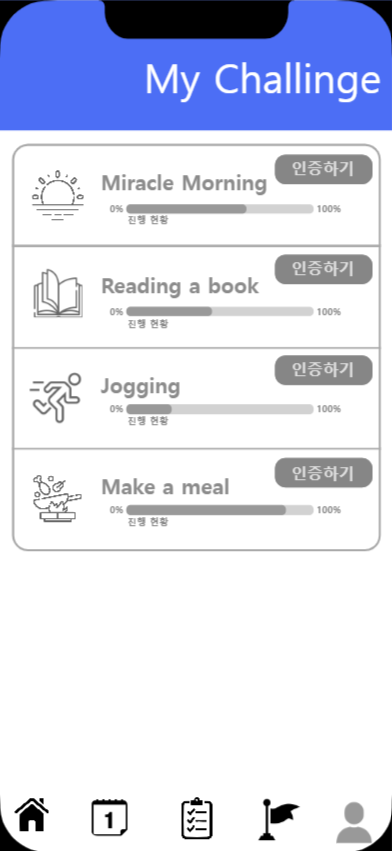 My Challinge
인증하기
Miracle Morning
0% 100%
진행 현황
인증하기
Reading a book
0% 100%
진행 현황
인증하기
Jogging
0% 100%
진행 현황
인증하기
Make a meal
0% 100%
진행 현황
1